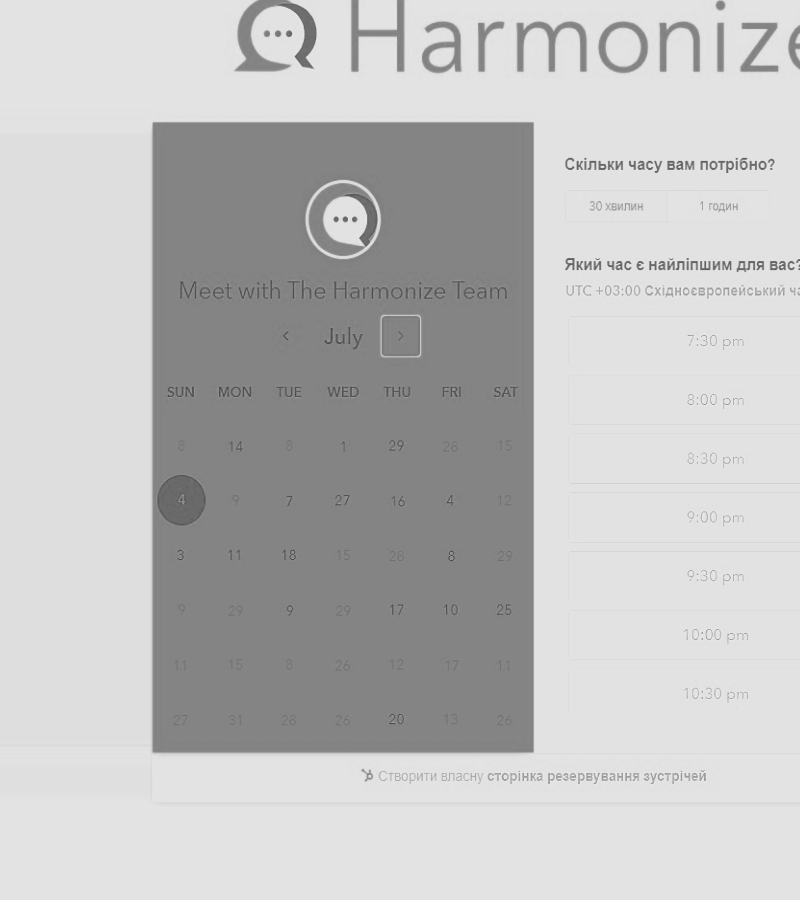 Harmonize
Meet with The Harmonize Team
July
SUN MON TUE WED THU FRI SAT
8 14 8 1 29 28 15
4 9 7 27 16 4 12
3 11 18 15 28 8 29
9 29 9 29 17 10 25
11 15 8 26 12 17 11
27 31 28 26 20 13 26
Скільки часу вам потрібно?
30 хвилин 1 годин
Який час є найліпшим для вас?
UTC +03:00 Східноєвропейський
7:30 pm
8:00 pm
8:30 pm
9:00 pm
9:30 pm
10:00 pm
10:30 pm
Створити власну сторінка резервування зустрічей